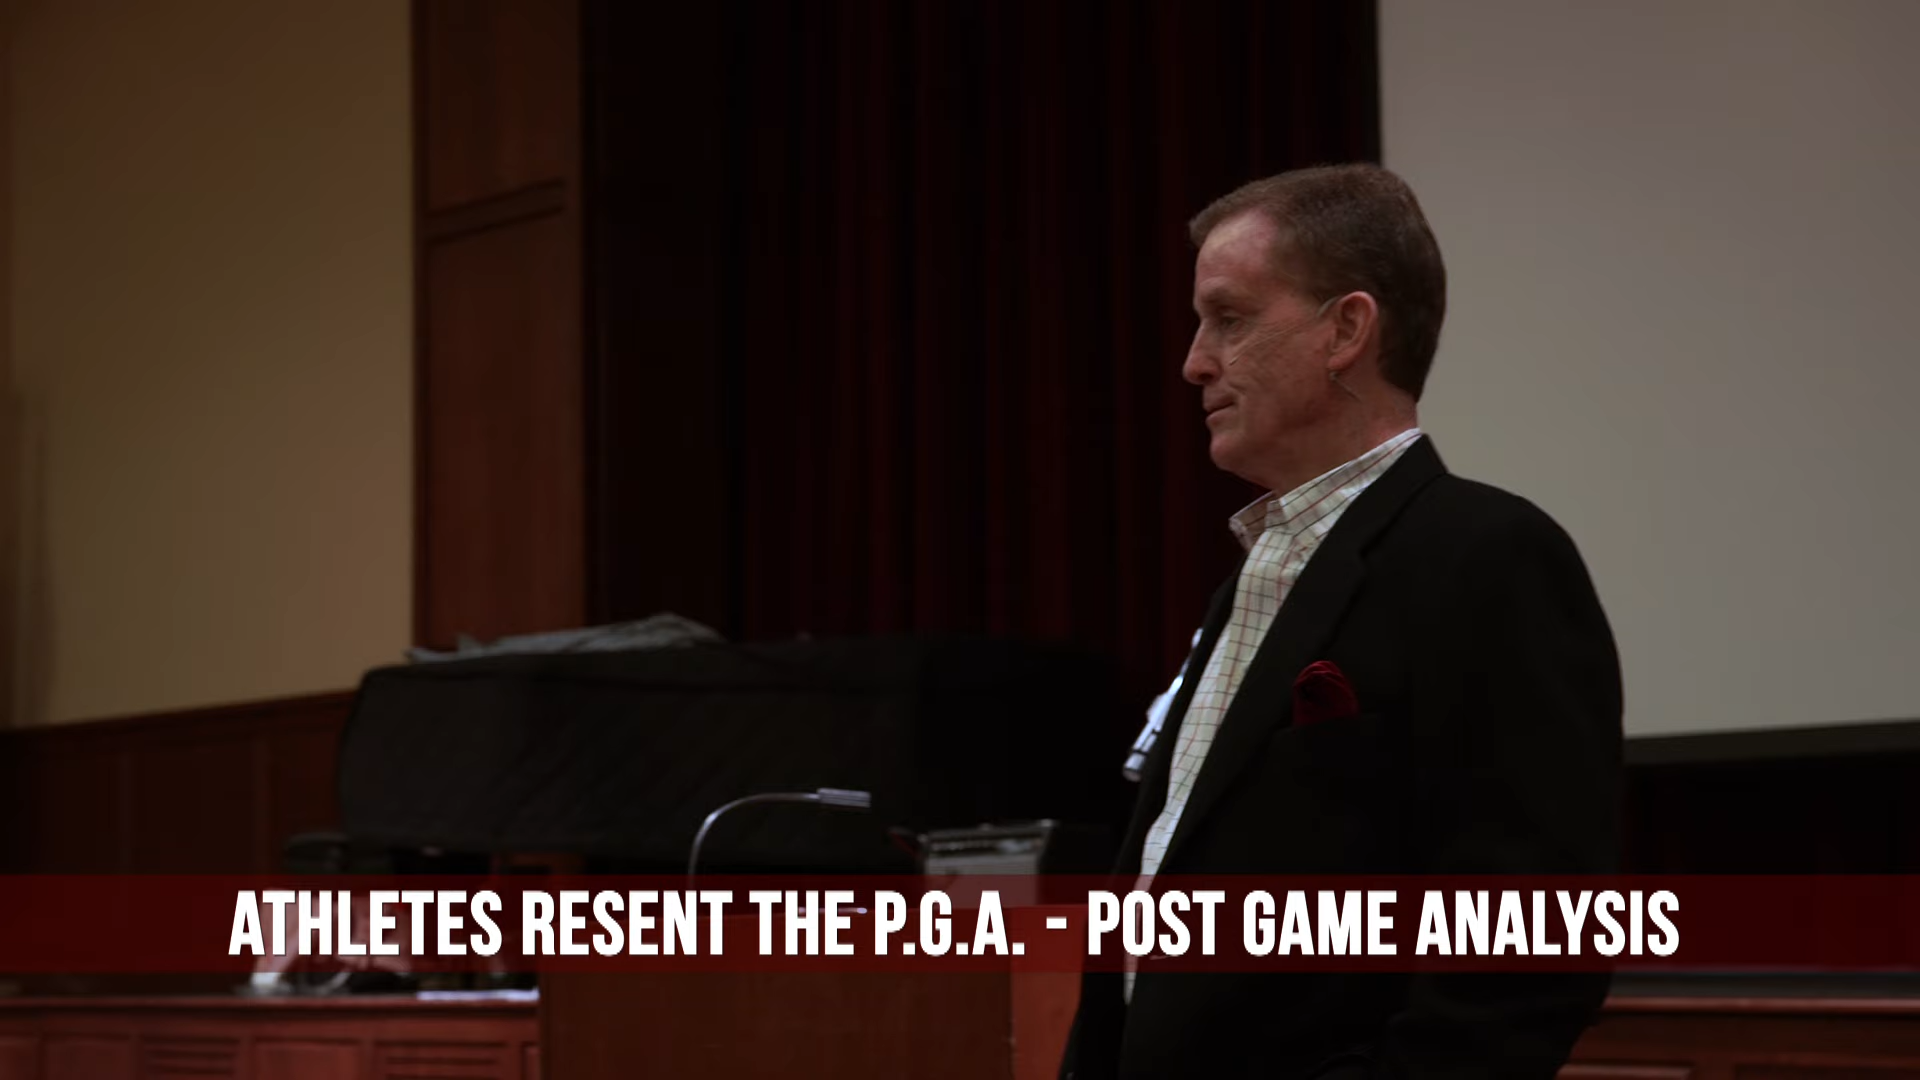 ATHLETES RESENT THE P.G.A. - POST GAME ANALYSIS